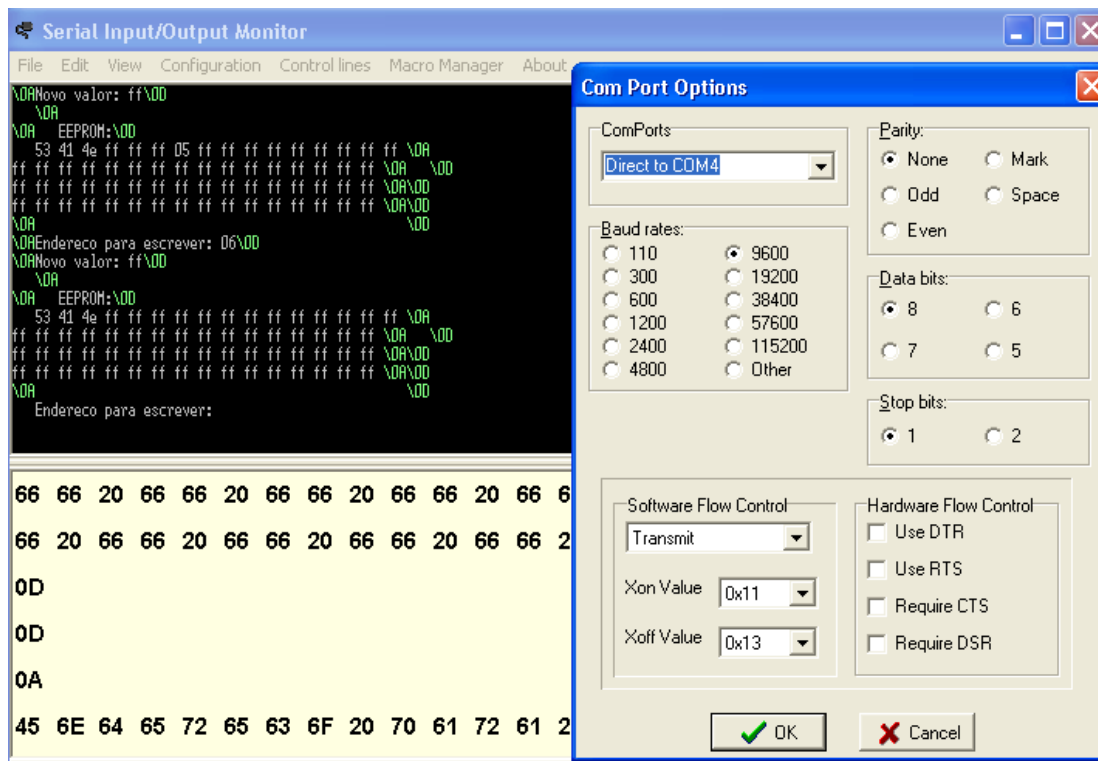 Serial Input/Output Monitor
File Edit View Configuration Control lines Macro Manager About
\0ANovo valor: ff\0D
\0A
\0A EEPROM:\0D
53 41 4e ff ff ff 05 ff ff ff ff ff ff ff ff ff \0A
ff ff ff ff ff ff ff ff ff ff ff ff ff ff ff ff \0A \0D
ff ff ff ff ff ff ff ff ff ff ff ff ff ff ff ff \0A\0D
ff ff ff ff ff ff ff ff ff ff ff ff ff ff ff ff \0A\0D
\0A \0D
\0AEndereco para escrever: 06\0D
\0ANovo valor: ff\0D
\0A
\0A EEPROM:\0D
53 41 4e ff ff ff ff ff ff ff ff ff ff ff ff ff \0A
ff ff ff ff ff ff ff ff ff ff ff ff ff ff ff ff \0A \0D
ff ff ff ff ff ff ff ff ff ff ff ff ff ff ff ff \0A\0D
ff ff ff ff ff ff ff ff ff ff ff ff ff ff ff ff \0A\0D
\0A \0D
Endereco para escrever:
66 66 20 66 66 20 66 66 20 66 66 20 66 6
66 20 66 66 20 66 66 20 66 66 20 66 66 2
0D
0D
0A
45 6E 64 65 72 65 63 6F 20 70 61 72 61 2
Com Port Options
ComPorts
Direct to COM4
Baud rates:
110 9600
300 19200
600 38400
1200 57600
2400 115200
4800 Other
Parity:
None Mark
Odd Space
Even
Data bits:
8 6
7 5
Stop bits:
1 2
Software Flow Control
Transmit
Xon Value 0x11
Xoff Value 0x13
Hardware Flow Control
Use DTR
Use RTS
Require CTS
Require DSR
OK Cancel